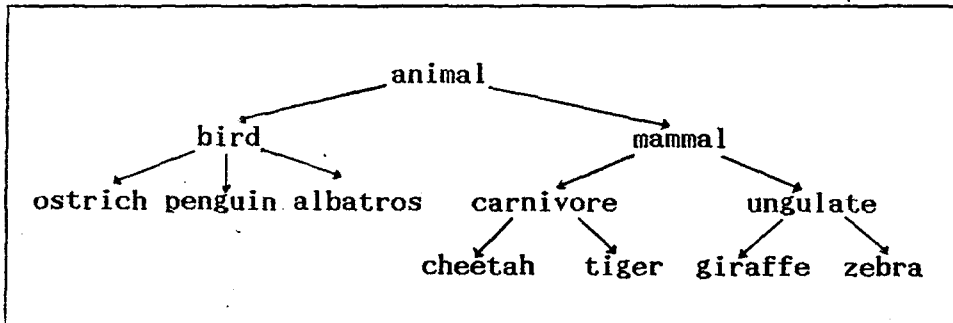 animal
bird mammal
ostrich penguin albatros carnivore ungulate
cheetah tiger giraffe zebra